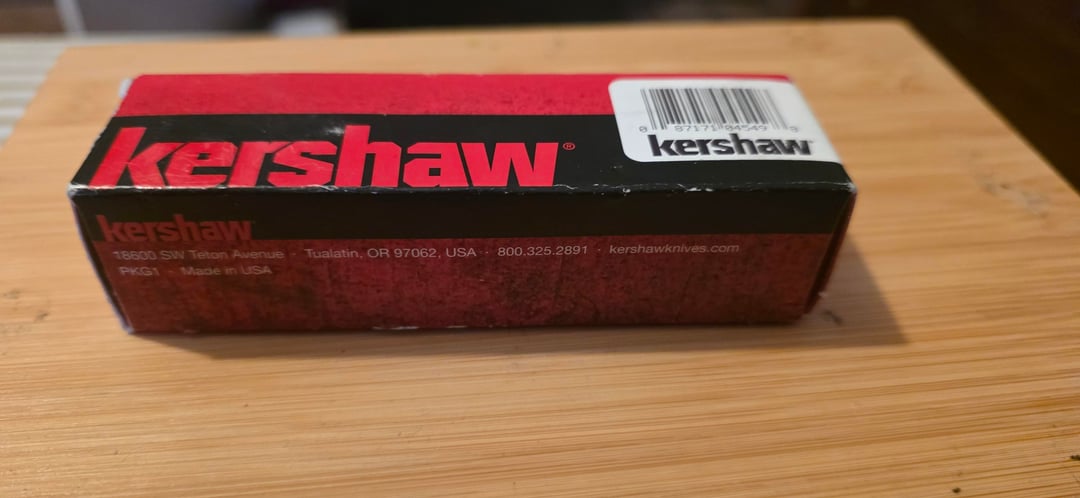 kershaw®
0 87171 04549 9
kershaw
kershaw
18600 SW Teton Avenue · Tualatin, OR 97062, USA · 800.325.2891 · kershawknives.com
PKG1 · Made in USA